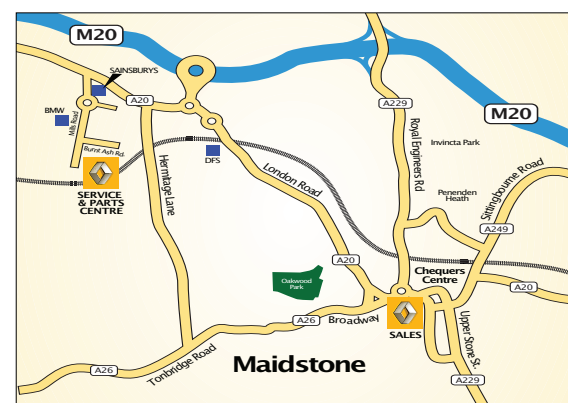 M20
SAINSBURYS
BMW
Mills Road
A20
Burnt Ash Rd.
DFS
SERVICE
& PARTS
CENTRE
Hermitage Lane
London Road
A229
Royal Engineers Rd
M20
Invicta Park
Penenden
Heath
Sittingbourne Road
A249
A20
Chequers
Centre
A20
Oakwood
Park
A26
Broadway
SALES
Upper Stone St.
Tonbridge Road
A26
Maidstone
A229